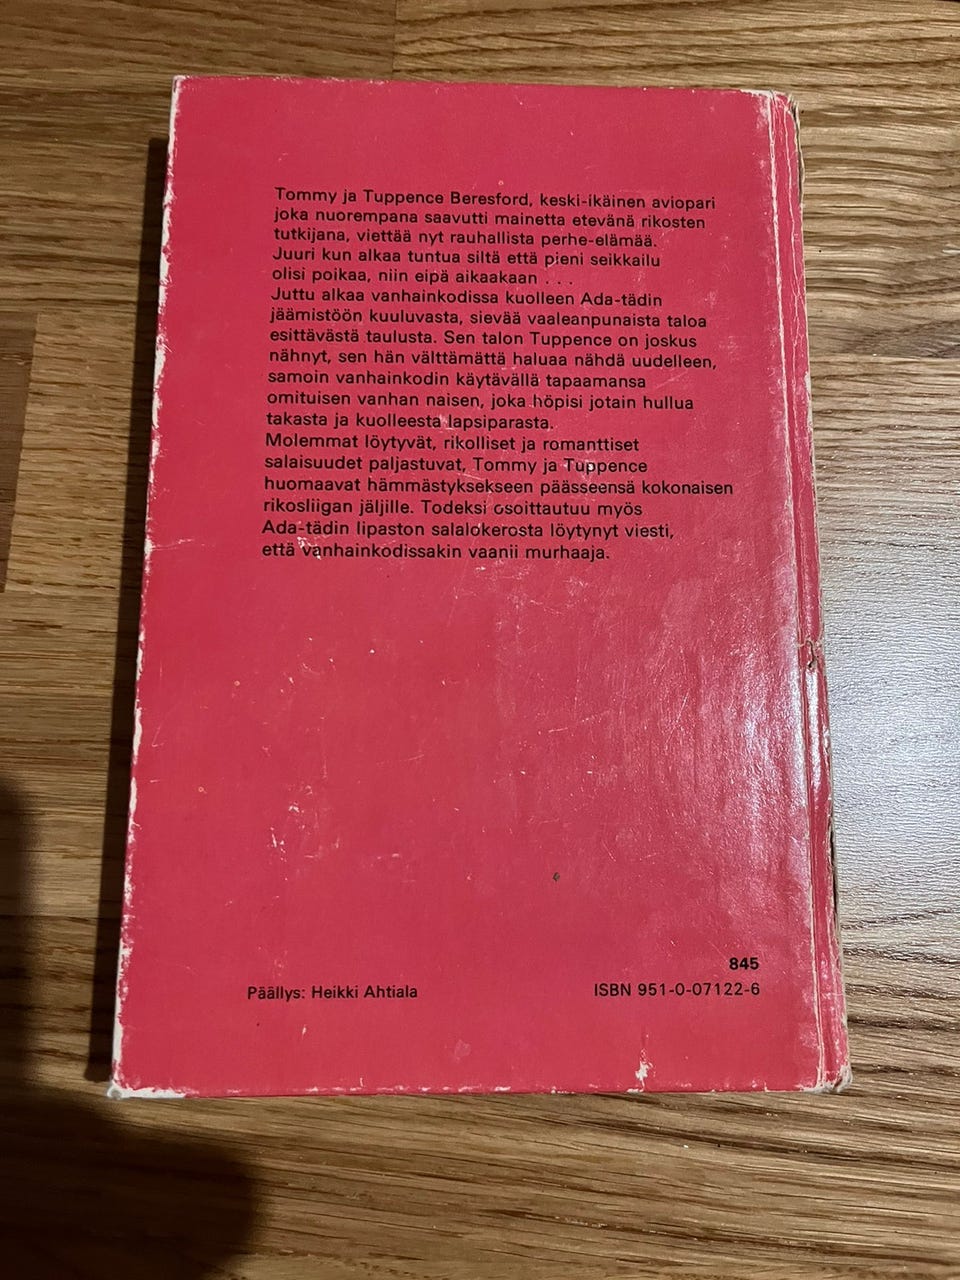 Tommy ja Tuppence Beresford, keski-ikäinen aviopari
joka nuorempana saavutti mainetta etevänä rikosten
tutkijana, viettää nyt rauhallista perhe-elämää.
Juuri kun alkaa tuntua siltä että pieni seikkailu
olisi poikaa, niin eipä aikaakaan . . .
Juttu alkaa vanhainkodissa kuolleen Ada-tädin
jäämistöön kuuluvasta, sievää vaaleanpunaista taloa
esittävästä taulusta. Sen talon Tuppence on joskus
nähnyt, sen hän välttämättä haluaa nähdä uudelleen,
samoin vanhainkodin käytävällä tapaamansa
omituisen vanhan naisen, joka höpisi jotain hullua
takasta ja kuolleesta lapsiparasta.
Molemmat löytyvät, rikolliset ja romanttiset
salaisuudet paljastuvat, Tommy ja Tuppence
huomaavat hämmästyksekseen päässeensä kokonaisen
rikosliigan jäljille. Todeksi osoittautuu myös
Ada-tädin lipaston salalokerosta löytynyt viesti,
että vanhainkodissakin vaanii murhaaja.
845
Päällys: Heikki Ahtiala ISBN 951-0-07122-6